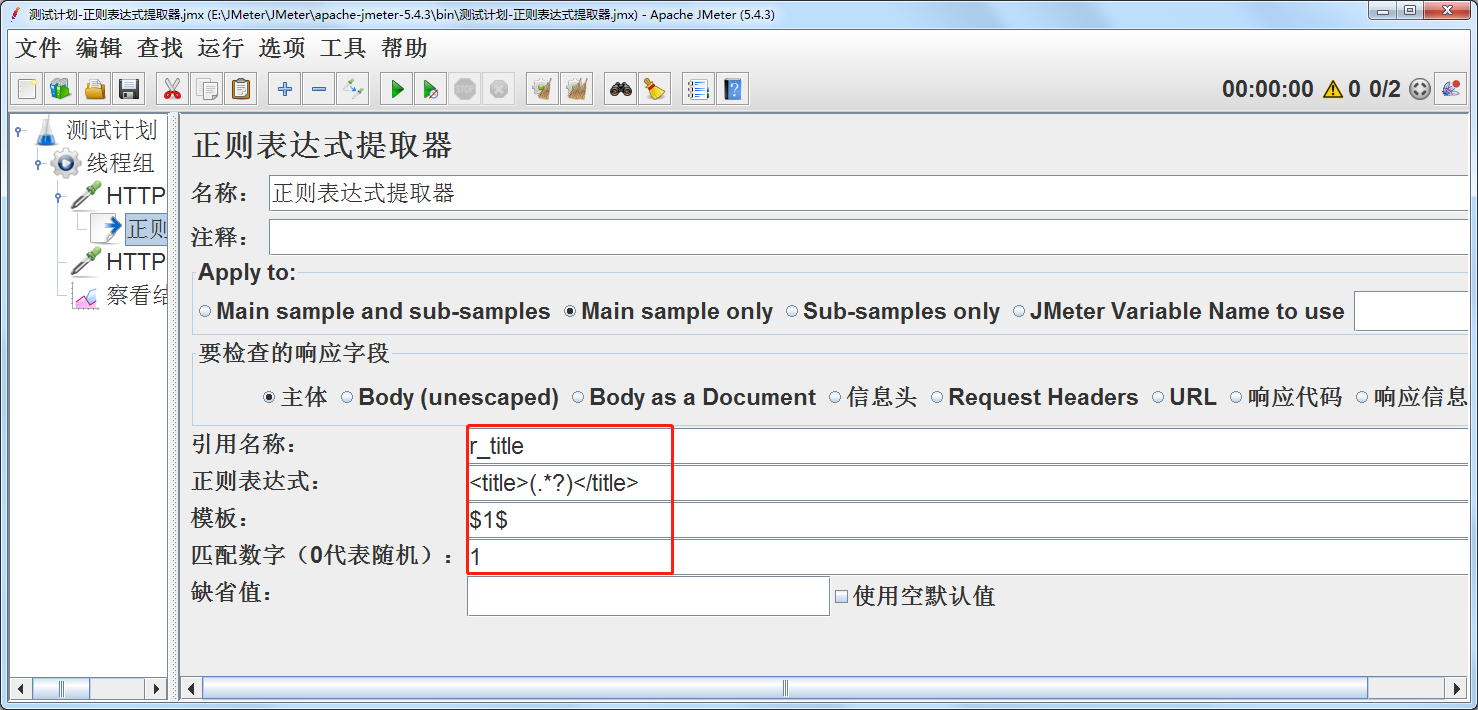 测试计划-正则表达式提取器.jmx (E:\JMeter\JMeter\apache-jmeter-5.4.3\bin\测试计划-正则表达式提取器.jmx) - Apache JMeter (5.4.3)
文件 编辑 查找 运行 选项 工具 帮助
STOP 00:00:00 0 0/2
测试计划
线程组
HTTP
正则
HTTP
察看结
正则表达式提取器
名称： 正则表达式提取器
注释：
Apply to:
Main sample and sub-samples Main sample only Sub-samples only JMeter Variable Name to use
要检查的响应字段
主体 Body (unescaped) Body as a Document 信息头 Request Headers URL 响应代码 响应信息
引用名称： r_title
正则表达式： <title>(.*?)</title>
模板： $1$
匹配数字（0代表随机）： 1
缺省值： 使用空默认值